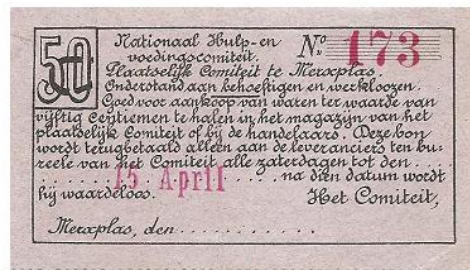 50
Nationaal Hulp-en
voedingscomiteit.
No 173
Plaatselijk Comiteit te Merxplas.
Onderstand aan behoeftigen en werkloozen.
Goed voor aankoop van waren ter waarde van
vijftig centiemen te halen in het magazijn van het
plaatselijk Comiteit of bij de handelaars. Deze bon
wordt terugbetaald alleen aan de leveranciers ten bu-
reele van het Comiteit alle zaterdagen tot den ....
15 April ........ na dien datum wordt
hij waardeloos. Het Comiteit,
Merxplas, den ............